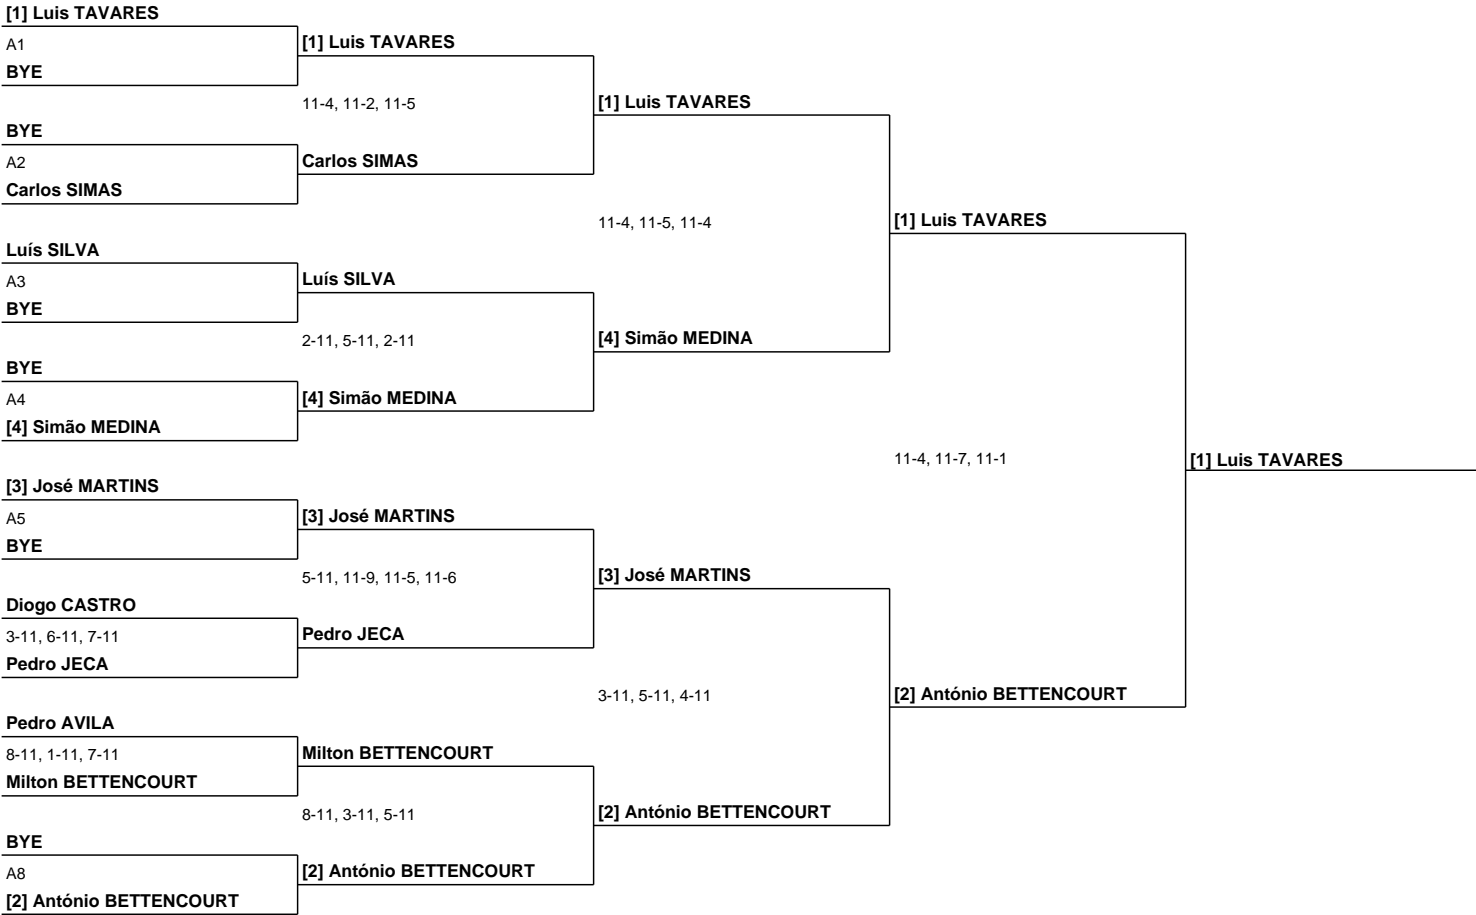 [1] Luis TAVARES
A1
BYE
BYE
A2
Carlos SIMAS
Luís SILVA
A3
BYE
BYE
A4
[4] Simão MEDINA
[3] José MARTINS
A5
BYE
Diogo CASTRO
3-11, 6-11, 7-11
Pedro JECA
Pedro AVILA
8-11, 1-11, 7-11
Milton BETTENCOURT
BYE
A8
[2] António BETTENCOURT
[1] Luis TAVARES
11-4, 11-2, 11-5
Carlos SIMAS
Luís SILVA
2-11, 5-11, 2-11
[4] Simão MEDINA
[3] José MARTINS
5-11, 11-9, 11-5, 11-6
Pedro JECA
Milton BETTENCOURT
8-11, 3-11, 5-11
[2] António BETTENCOURT
[1] Luis TAVARES
11-4, 11-5, 11-4
[4] Simão MEDINA
[3] José MARTINS
3-11, 5-11, 4-11
[2] António BETTENCOURT
[1] Luis TAVARES
11-4, 11-7, 11-1
[2] António BETTENCOURT
[1] Luis TAVARES